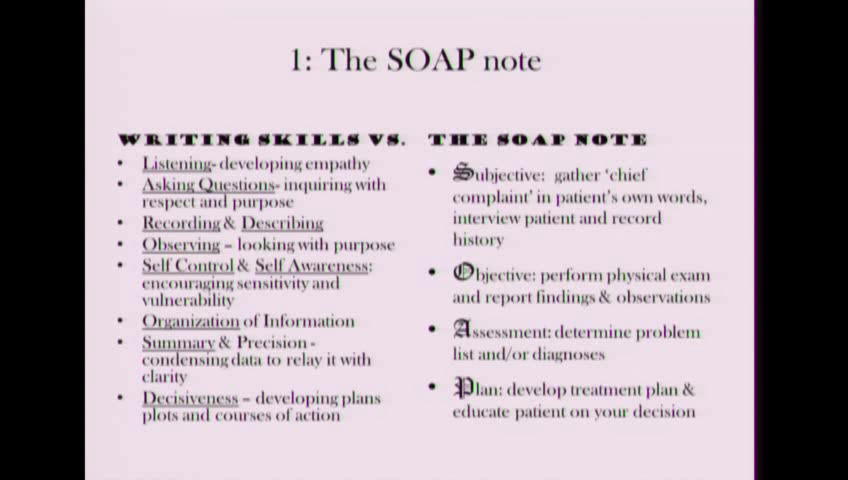 1: The SOAP note
WRITING SKILLS VS.
• Listening- developing empathy
• Asking Questions- inquiring with
respect and purpose
• Recording & Describing
• Observing – looking with purpose
• Self Control & Self Awareness:
encouraging sensitivity and
vulnerability
• Organization of Information
• Summary & Precision -
condensing data to relay it with
clarity
• Decisiveness – developing plans
plots and courses of action
THE SOAP NOTE
• Subjective: gather ‘chief
complaint’ in patient’s own words,
interview patient and record
history
• Objective: perform physical exam
and report findings & observations
• Assessment: determine problem
list and/or diagnoses
• Plan: develop treatment plan &
educate patient on your decision